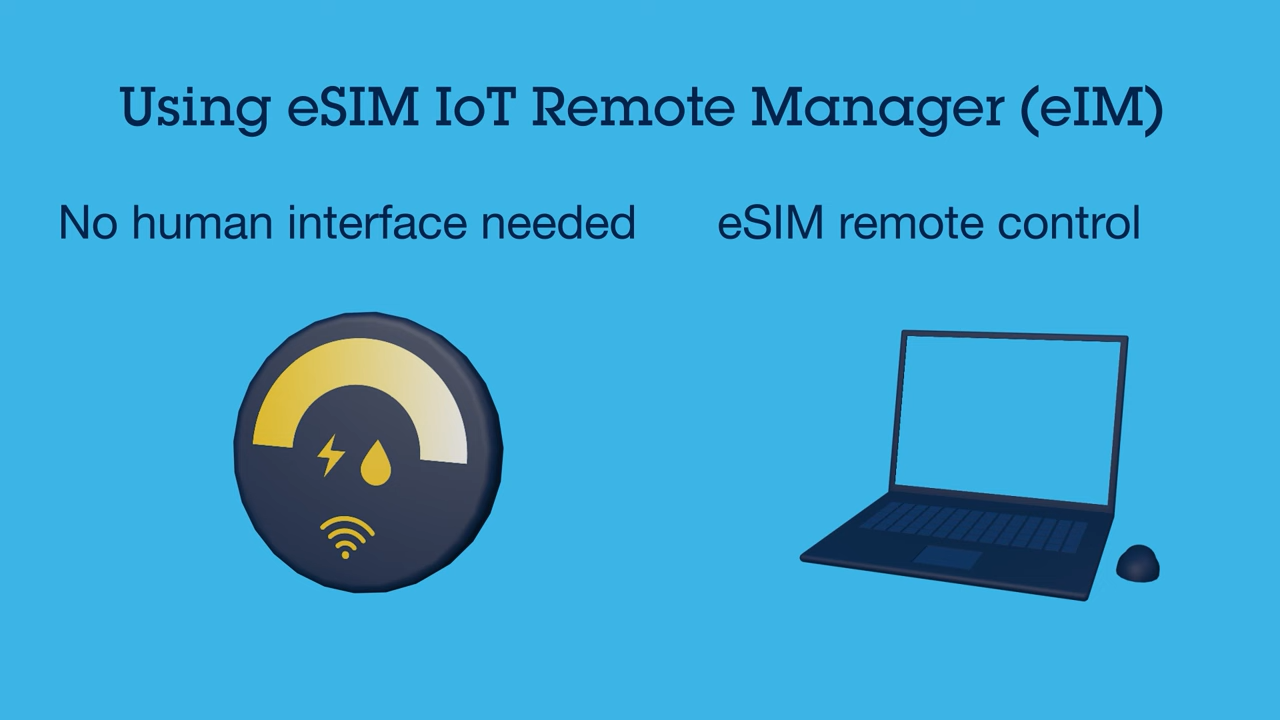 Using eSIM IoT Remote Manager (eIM)
No human interface needed
eSIM remote control